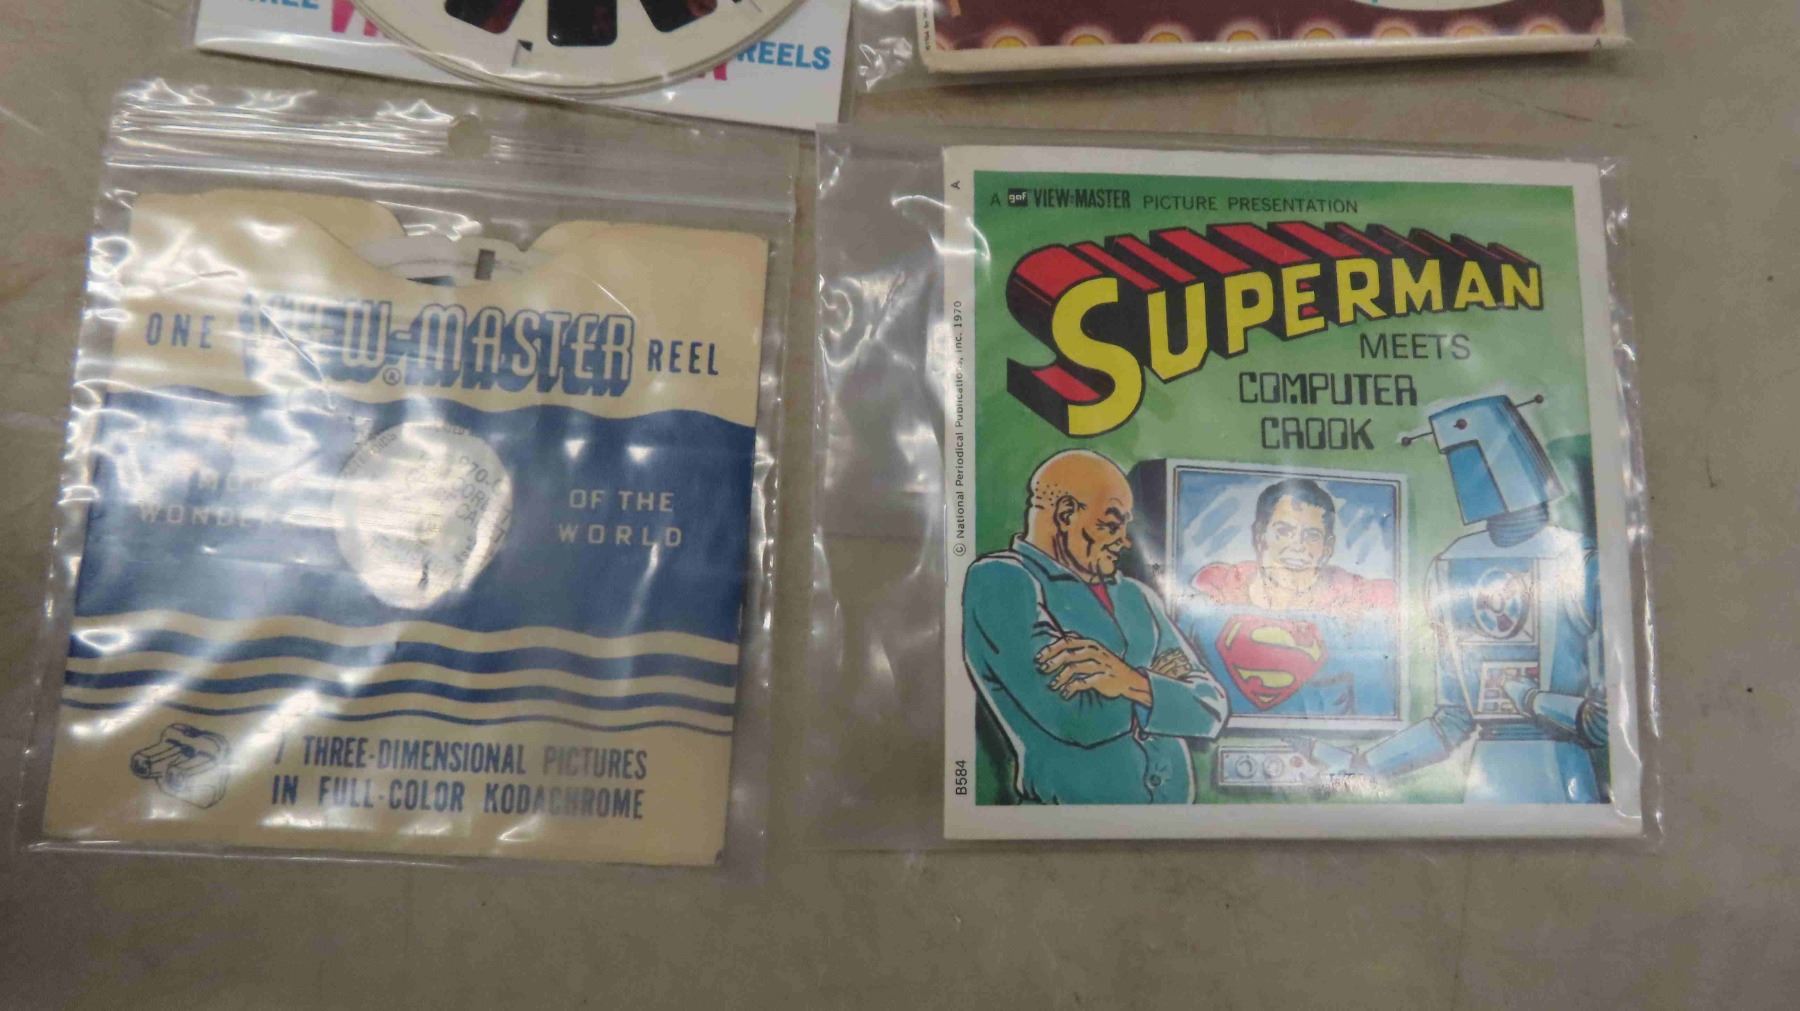 REELS
ONE VIEW-MASTER® REEL
OF THE
WORLD
7 THREE-DIMENSIONAL PICTURES
IN FULL-COLOR KODACHROME
A
A gaf VIEW-MASTER PICTURE PRESENTATION
SUPERMAN
MEETS
COMPUTER
CROOK
S
© National Periodical Publications, Inc. 1970
B584